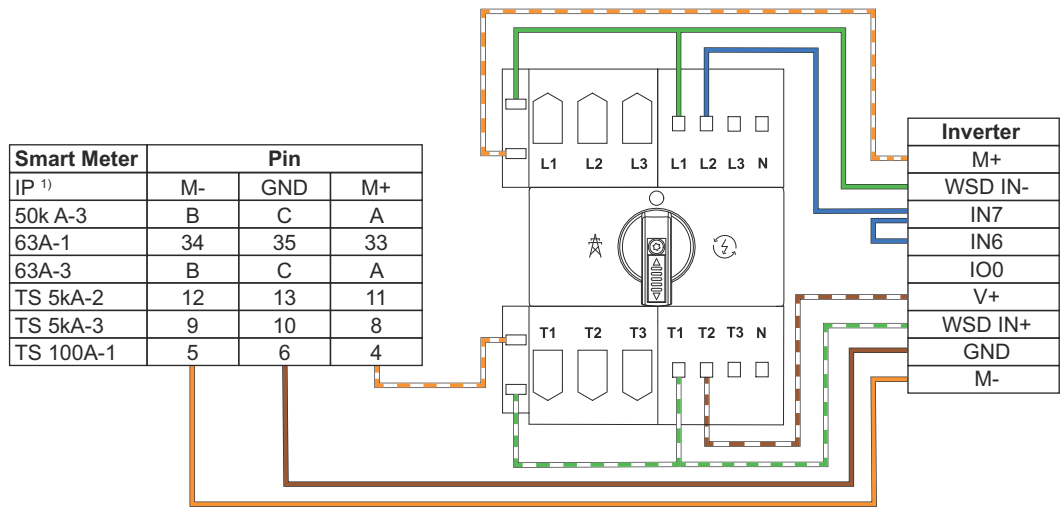 Smart Meter Pin
IP 1) M- GND M+
50k A-3 B C A
63A-1 34 35 33
63A-3 B C A
TS 5kA-2 12 13 11
TS 5kA-3 9 10 8
TS 100A-1 5 6 4
L1 L2 L3 L1 L2 L3 N
T1 T2 T3 T1 T2 T3 N
Inverter
M+
WSD IN-
IN7
IN6
IO0
V+
WSD IN+
GND
M-